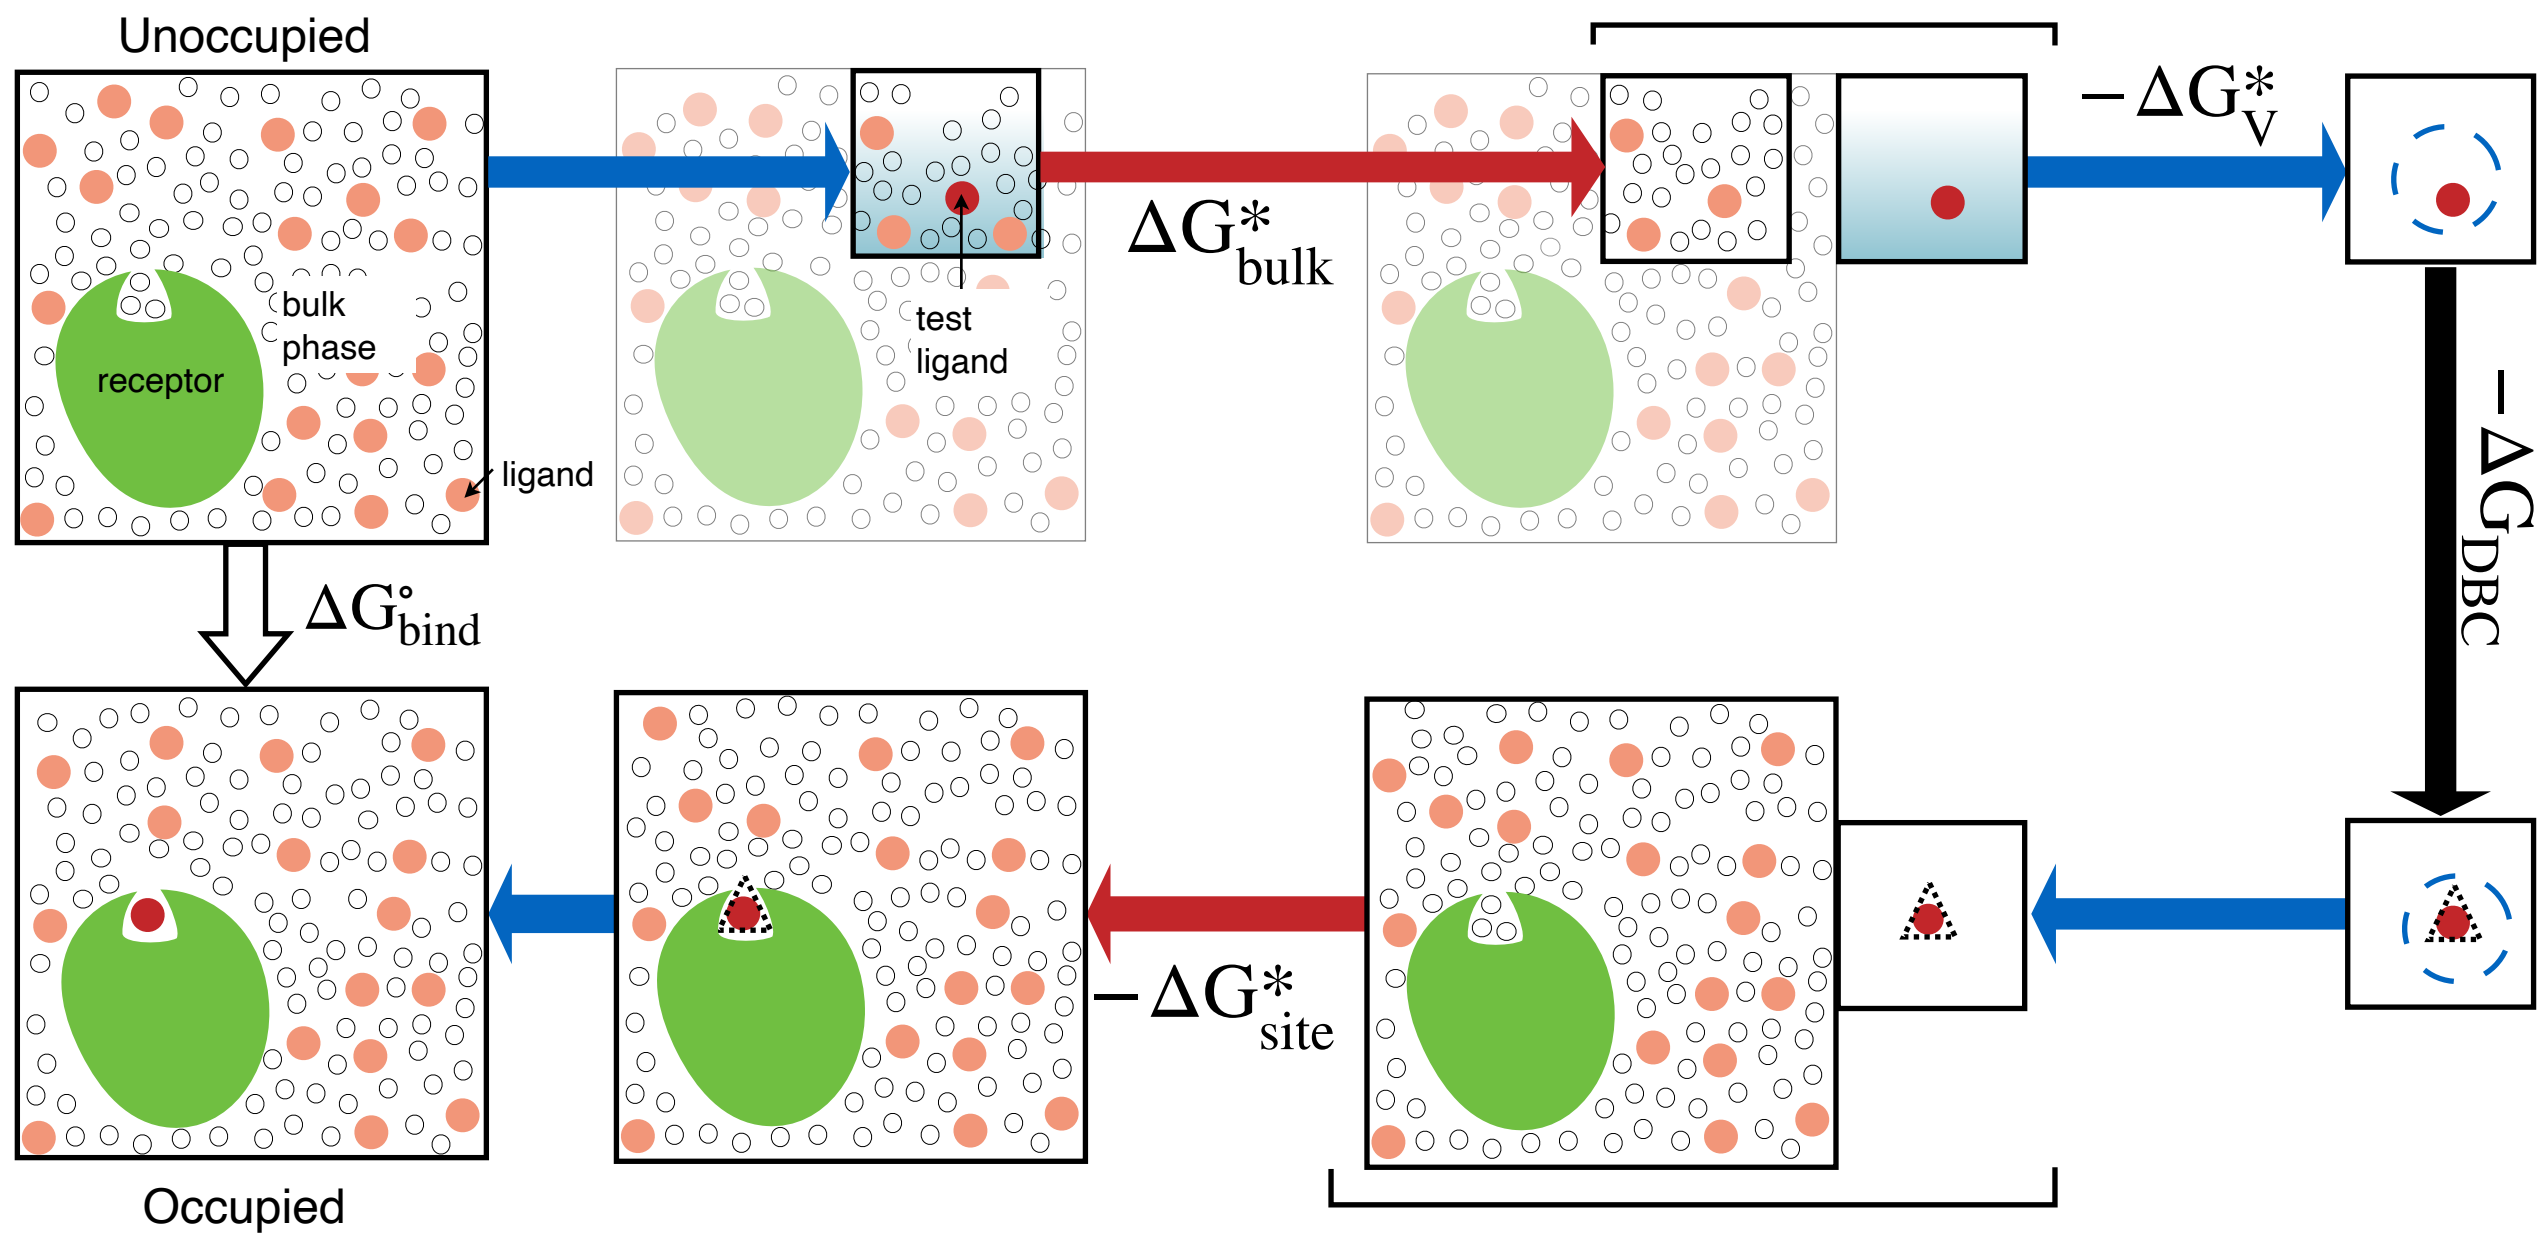 Unoccupied
− ΔG*V
ΔG*bulk
bulk
phase
test
ligand
receptor
ligand
− ΔGDBC
ΔG°bind
− ΔG*site
Occupied